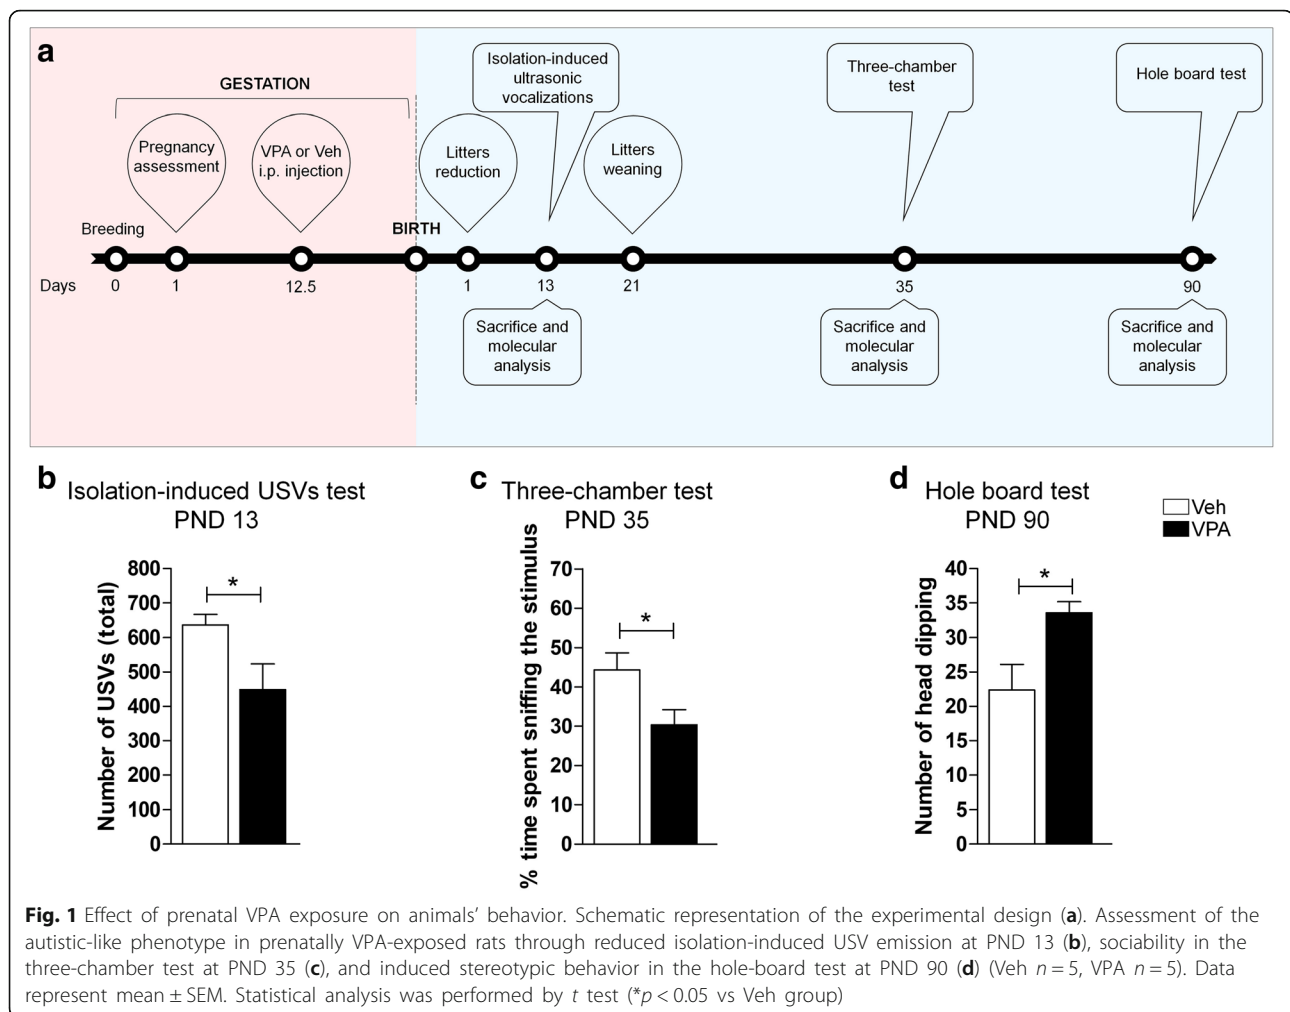 a
GESTATION
Isolation-induced
ultrasonic
vocalizations
Three-chamber
test
Hole board test
Pregnancy
assessment
VPA or Veh
i.p. injection
Litters
reduction
Litters
weaning
Breeding
BIRTH
Days 0 1 12.5 1 13 21 35 90
Sacrifice and
molecular
analysis
Sacrifice and
molecular
analysis
Sacrifice and
molecular
analysis
b
Isolation-induced USVs test
PND 13
Number of USVs (total)
800
700
600
500
400
300
200
100
0
*
c
Three-chamber test
PND 35
% time spent sniffing the stimulus
70
60
50
40
30
20
10
0
*
d
Hole board test
PND 90
Number of head dipping
40
35
30
25
20
15
10
5
0
*
Veh
VPA
Fig. 1 Effect of prenatal VPA exposure on animals’ behavior. Schematic representation of the experimental design (a). Assessment of the
autistic-like phenotype in prenatally VPA-exposed rats through reduced isolation-induced USV emission at PND 13 (b), sociability in the
three-chamber test at PND 35 (c), and induced stereotypic behavior in the hole-board test at PND 90 (d) (Veh n = 5, VPA n = 5). Data
represent mean ± SEM. Statistical analysis was performed by t test (*p < 0.05 vs Veh group)